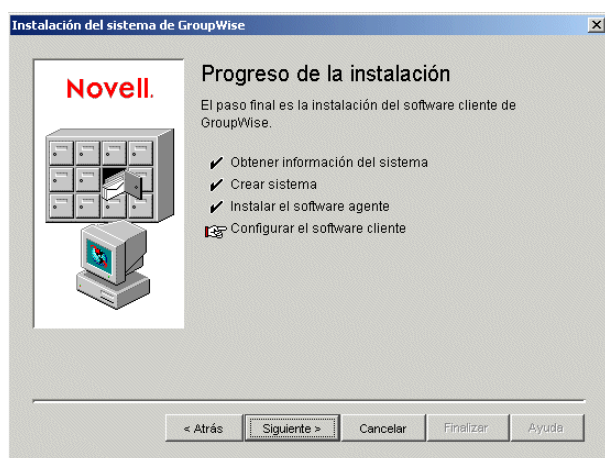 Instalación del sistema de GroupWise
Novell.
Progreso de la instalación
El paso final es la instalación del software cliente de
GroupWise.
Obtener información del sistema
Crear sistema
Instalar el software agente
Configurar el software cliente
< Atrás
Siguiente >
Cancelar
Finalizar
Ayuda